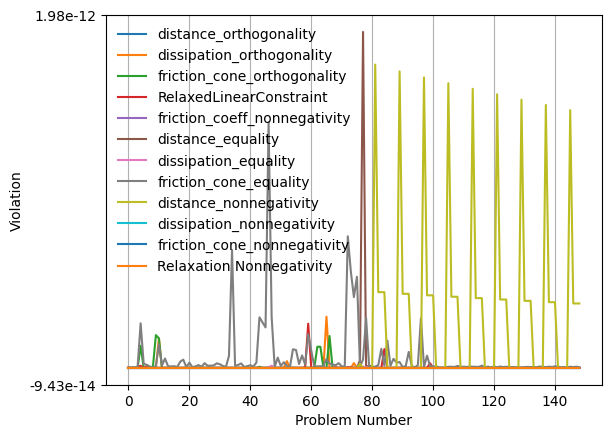 1.98e-12
distance_orthogonality
dissipation_orthogonality
friction_cone_orthogonality
RelaxedLinearConstraint
friction_coeff_nonnegativity
distance_equality
dissipation_equality
friction_cone_equality
distance_nonnegativity
dissipation_nonnegativity
friction_cone_nonnegativity
Relaxation Nonnegativity
Violation
-9.43e-14
0 20 40 60 80 100 120 140
Problem Number